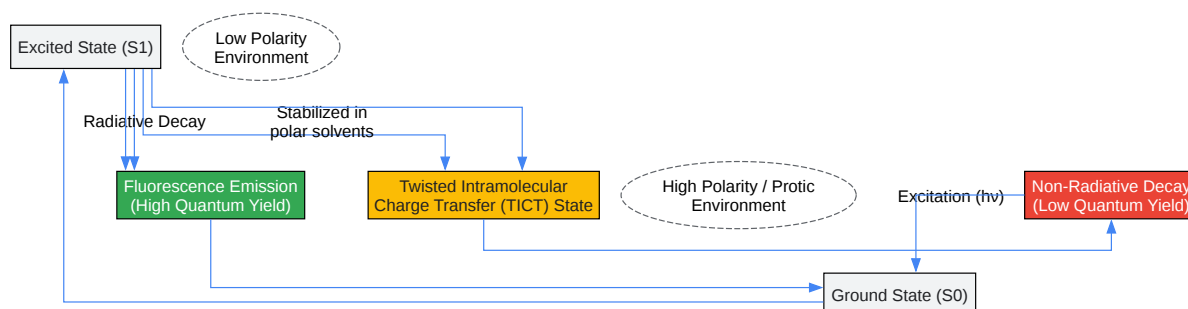 Excited State (S1)
Low Polarity
Environment
Radiative Decay
Stabilized in
polar solvents
Fluorescence Emission
(High Quantum Yield)
Twisted Intramolecular
Charge Transfer (TICT) State
High Polarity / Protic
Environment
Excitation (hν)
Non-Radiative Decay
(Low Quantum Yield)
Ground State (S0)